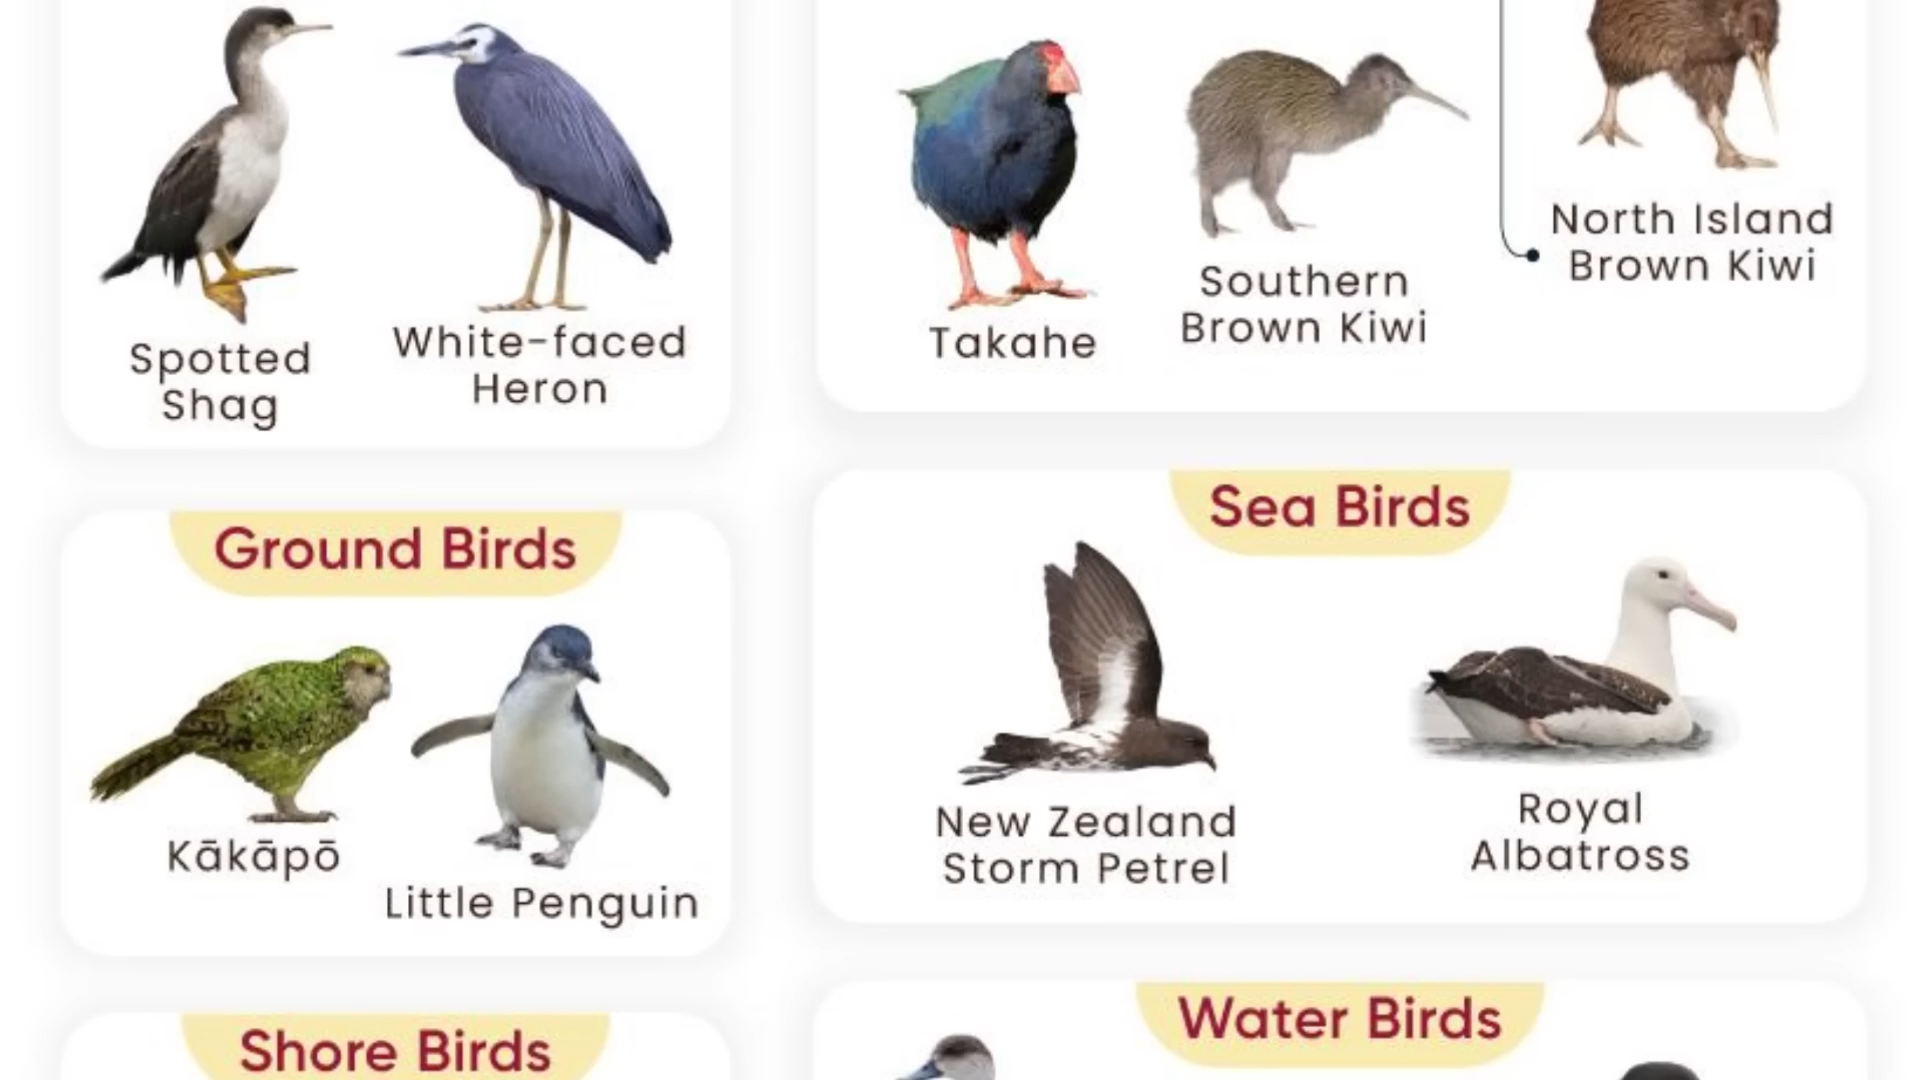 Spotted
Shag
White-faced
Heron
Takahe
Southern
Brown Kiwi
North Island
Brown Kiwi
Ground Birds
Kākāpō
Little Penguin
Sea Birds
New Zealand
Storm Petrel
Royal
Albatross
Shore Birds
Water Birds